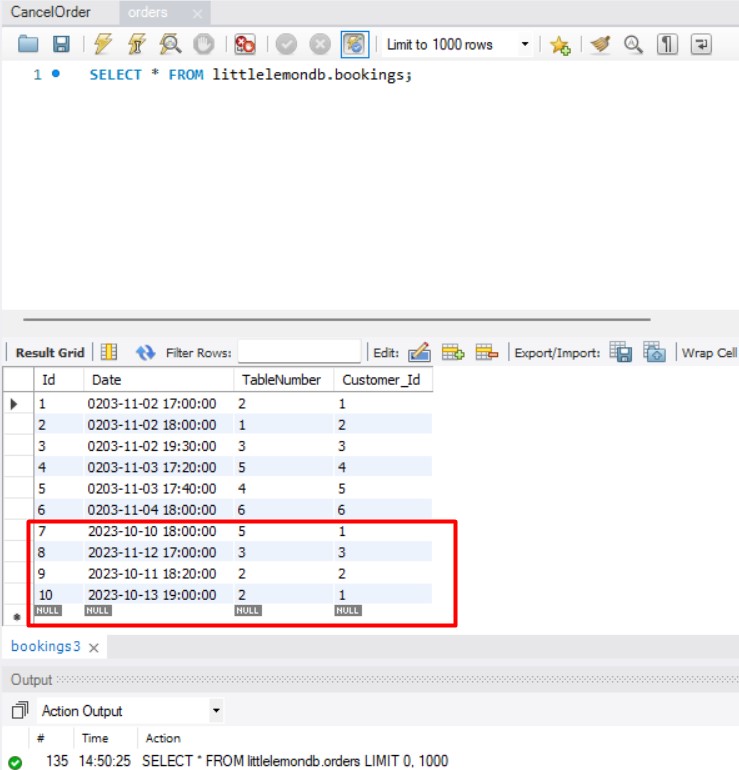 CancelOrder orders
Limit to 1000 rows
1 SELECT * FROM littlelemondb.bookings;
Result Grid Filter Rows: Edit: Export/Import: Wrap Cell
Id Date TableNumber Customer_Id
1 0203-11-02 17:00:00 2 1
2 0203-11-02 18:00:00 1 2
3 0203-11-02 19:30:00 3 3
4 0203-11-03 17:20:00 5 4
5 0203-11-03 17:40:00 4 5
6 0203-11-04 18:00:00 6 6
7 2023-10-10 18:00:00 5 1
8 2023-11-12 17:00:00 3 3
9 2023-10-11 18:20:00 2 2
10 2023-10-13 19:00:00 2 1
NULL NULL NULL NULL
bookings3
Output
Action Output
# Time Action
135 14:50:25 SELECT * FROM littlelemondb.orders LIMIT 0, 1000